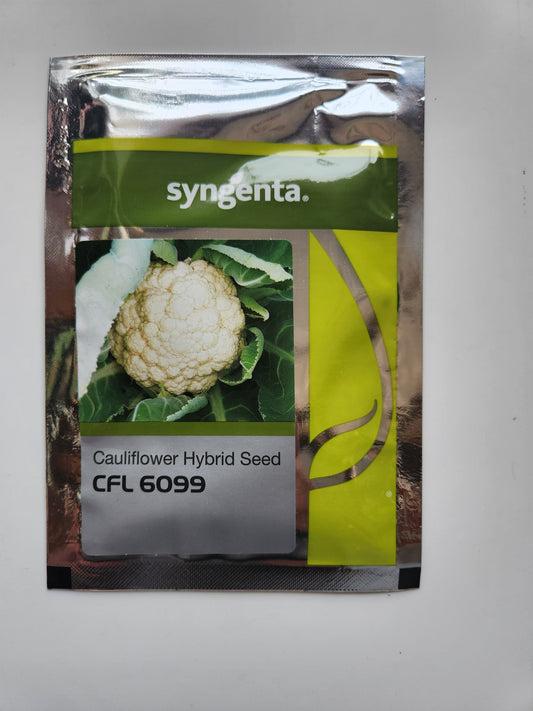 syngenta®
Cauliflower Hybrid Seed
CFL 6099
®